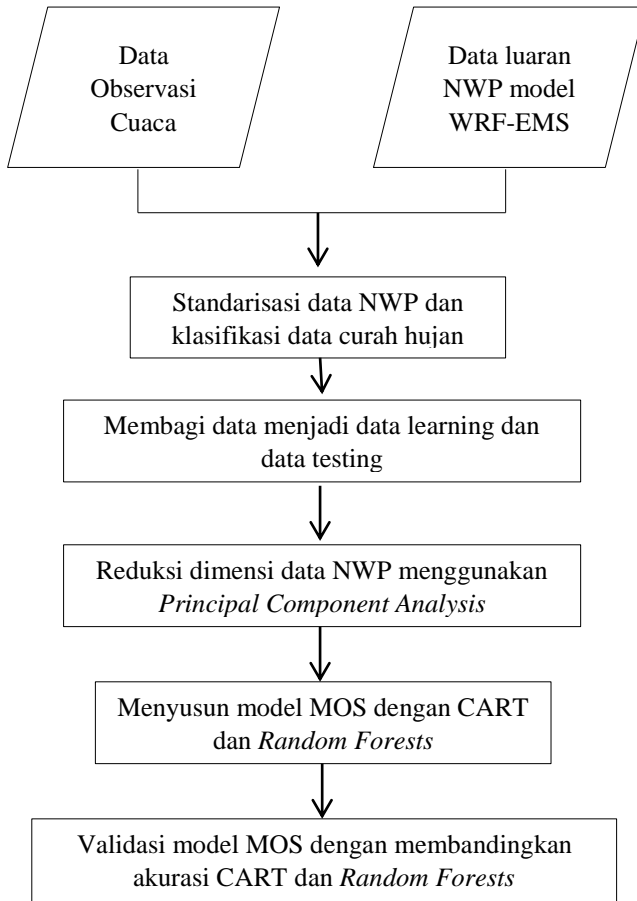 Data
Observasi
Cuaca
Data luaran
NWP model
WRF-EMS
Standarisasi data NWP dan
klasifikasi data curah hujan
Membagi data menjadi data learning dan
data testing
Reduksi dimensi data NWP menggunakan
Principal Component Analysis
Menyusun model MOS dengan CART
dan Random Forests
Validasi model MOS dengan membandingkan
akurasi CART dan Random Forests